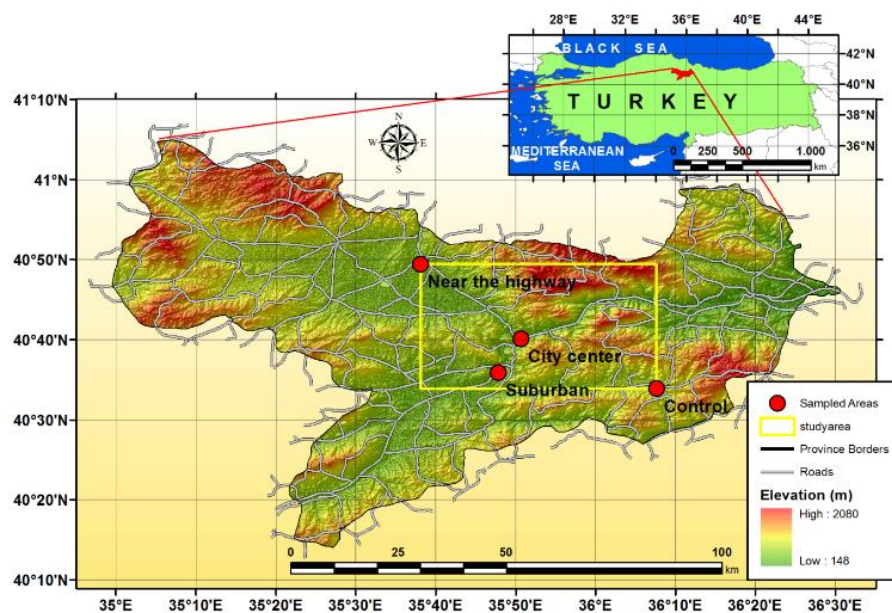 28°E 32°E 36°E 40°E 44°E
BLACK SEA
42°N
40°N
38°N
36°N
TURKEY
MEDITERRANEAN
SEA
0 250 500 1.000
km
41°10'N
41°N
40°50'N
40°40'N
40°30'N
40°20'N
40°10'N
N
W E
S
Near the highway
City center
Suburban
Control
Sampled Areas
studyarea
Province Borders
Roads
Elevation (m)
High : 2080
Low : 148
0 25 50 100
km
35°E 35°10'E 35°20'E 35°30'E 35°40'E 35°50'E 36°E 36°10'E 36°20'E